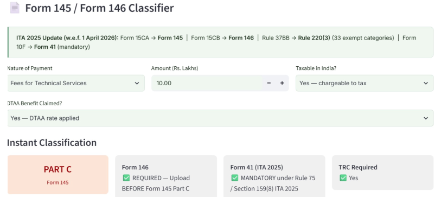 Form 145 / Form 146 Classifier
ITA 2025 Update (w.e.f. 1 April 2026): Form 15CA → Form 145 | Form 15CB → Form 146 | Rule 37BB → Rule 220(3) (33 exempt categories) | Form
10F → Form 41 (mandatory)
Nature of Payment
Amount (Rs. Lakhs)
Taxable in India?
Fees for Technical Services
10.00
- +
Yes — chargeable to tax
DTAA Benefit Claimed?
Yes — DTAA rate applied
Instant Classification
PART C
Form 145
Form 146
✅ REQUIRED — Upload
BEFORE Form 145 Part C
Form 41 (ITA 2025)
✅ MANDATORY under Rule 75
/ Section 159(8) ITA 2025
TRC Required
✅ Yes